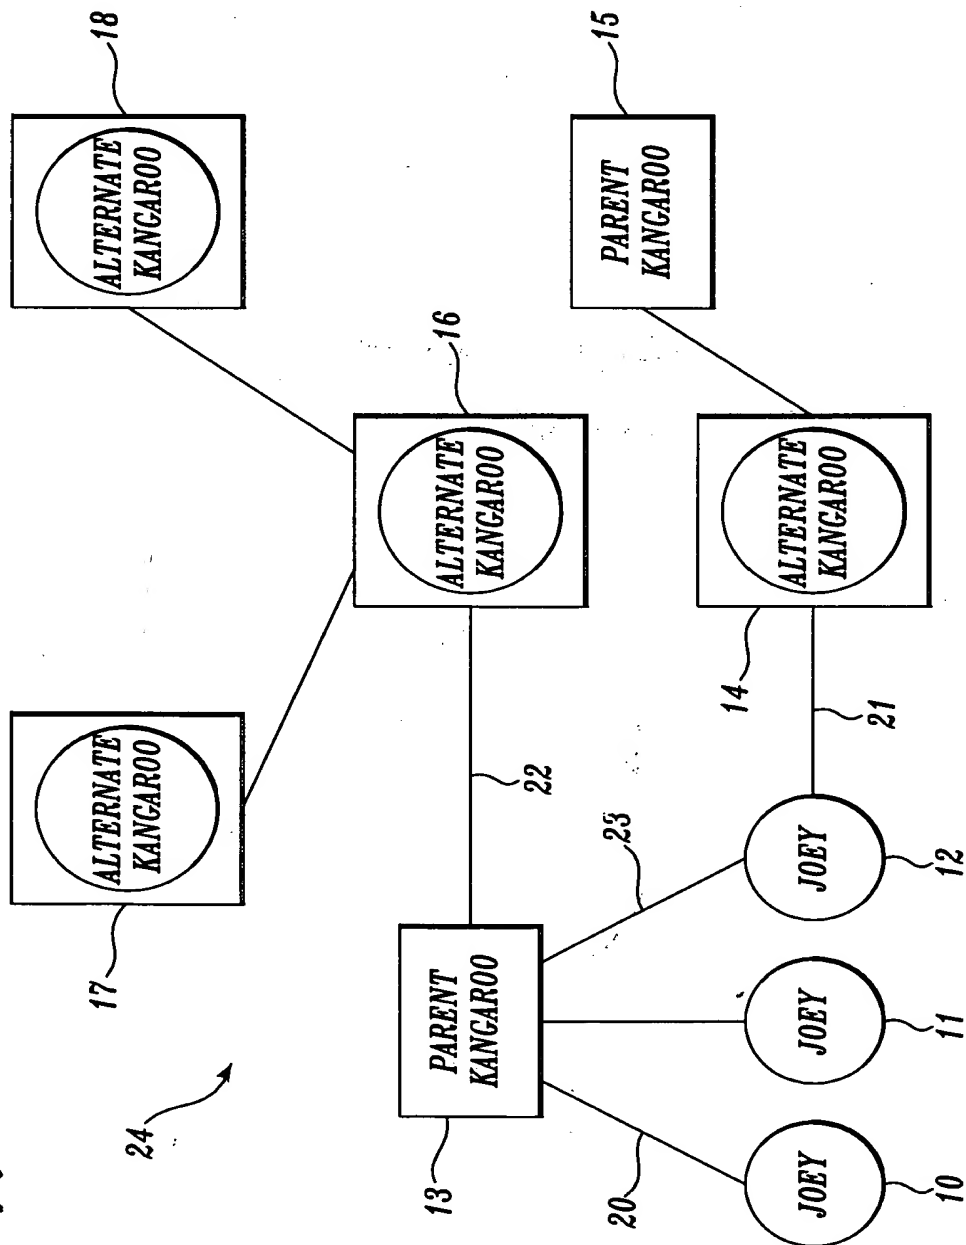 17
18
ALTERNATE
KANGAROO
ALTERNATE
KANGAROO
24
13
PARENT
KANGAROO
22
ALTERNATE
KANGAROO
16
PARENT
KANGAROO
15
20
23
14
JOEY
JOEY
JOEY
ALTERNATE
KANGAROO
21
10
11
12